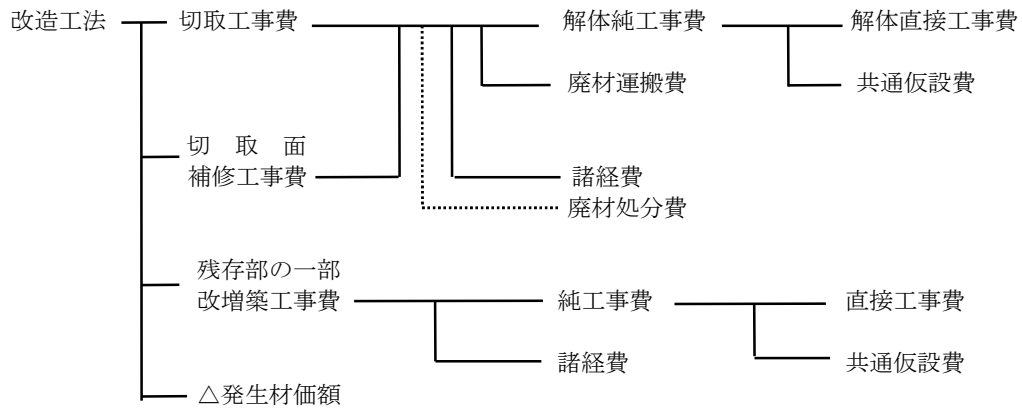 改造工法 切取工事費 解体純工事費 解体直接工事費
廃材運搬費 共通仮設費
切 取 面
補修工事費 諸経費
廃材処分費
残存部の一部
改増築工事費 純工事費 直接工事費
諸経費 共通仮設費
△発生材価額